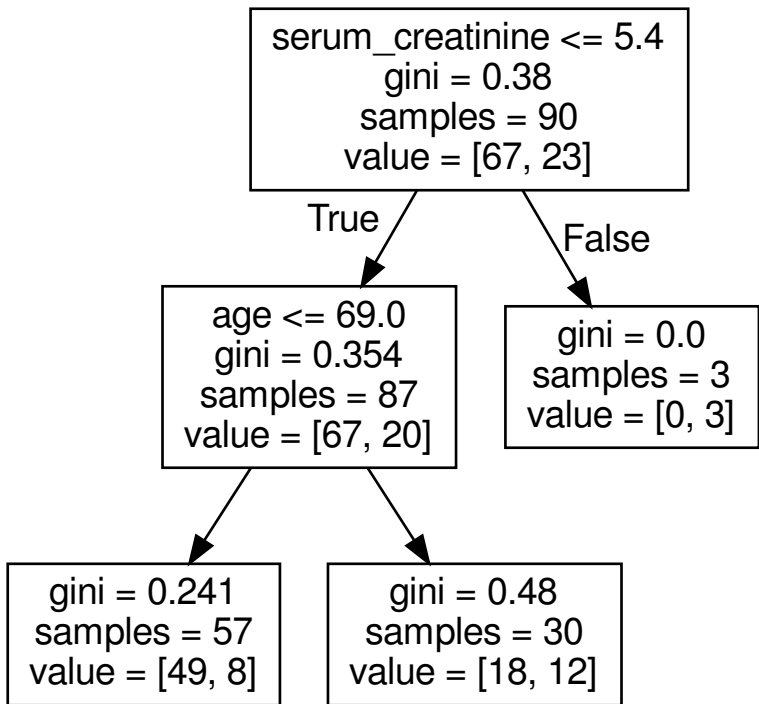 serum_creatinine <= 5.4
gini = 0.38
samples = 90
value = [67, 23]
True
False
age <= 69.0
gini = 0.354
samples = 87
value = [67, 20]
gini = 0.0
samples = 3
value = [0, 3]
gini = 0.241
samples = 57
value = [49, 8]
gini = 0.48
samples = 30
value = [18, 12]